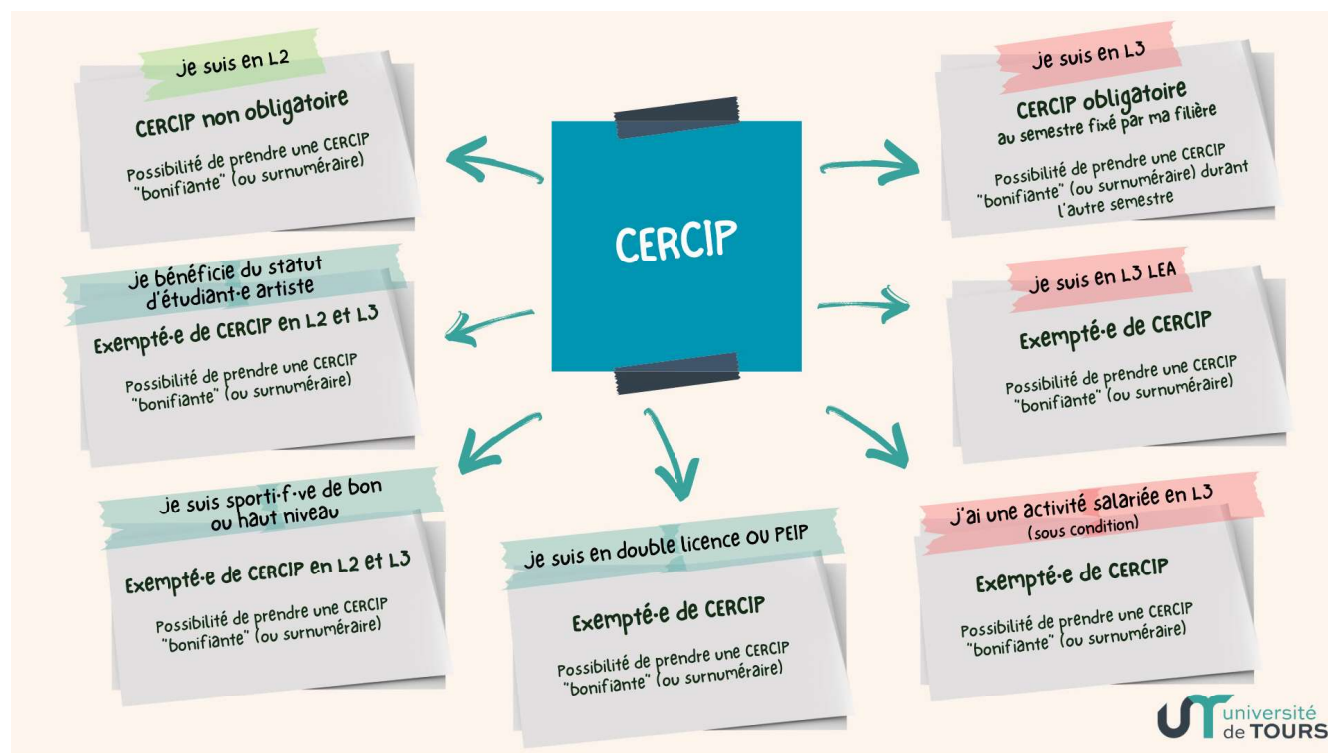 je suis en L2
CERCIP non obligatoire
Possibilité de prendre une CERCIP
"bonifiante" (ou surnuméraire)
je bénéficie du statut
d'étudiant·e artiste
Exempté·e de CERCIP en L2 et L3
Possibilité de prendre une CERCIP
"bonifiante" (ou surnuméraire)
je suis sporti·f·ve de bon
ou haut niveau
Exempté·e de CERCIP en L2 et L3
Possibilité de prendre une CERCIP
"bonifiante" (ou surnuméraire)
CERCIP
je suis en double licence OU PEIP
Exempté·e de CERCIP
Possibilité de prendre une CERCIP
"bonifiante" (ou surnuméraire)
je suis en L3
CERCIP obligatoire
au semestre fixé par ma filière
Possibilité de prendre une CERCIP
"bonifiante" (ou surnuméraire) durant
l'autre semestre
je suis en L3 LEA
Exempté·e de CERCIP
Possibilité de prendre une CERCIP
"bonifiante" (ou surnuméraire)
j'ai une activité salariée en L3
(sous condition)
Exempté·e de CERCIP
Possibilité de prendre une CERCIP
"bonifiante" (ou surnuméraire)
UT université
de TOURS